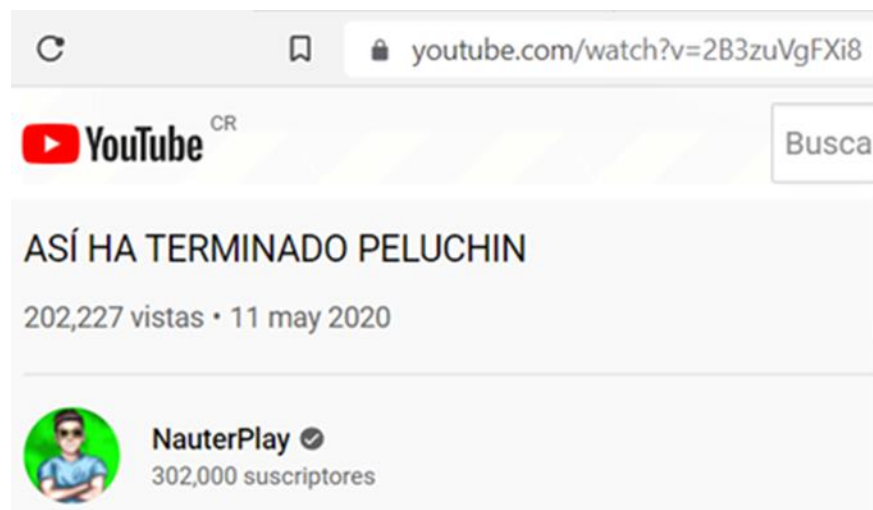 youtube.com/watch?v=2B3zuVgFXi8
YouTube CR
Busca
ASÍ HA TERMINADO PELUCHIN
202,227 vistas • 11 may 2020
NauterPlay
302,000 suscriptores